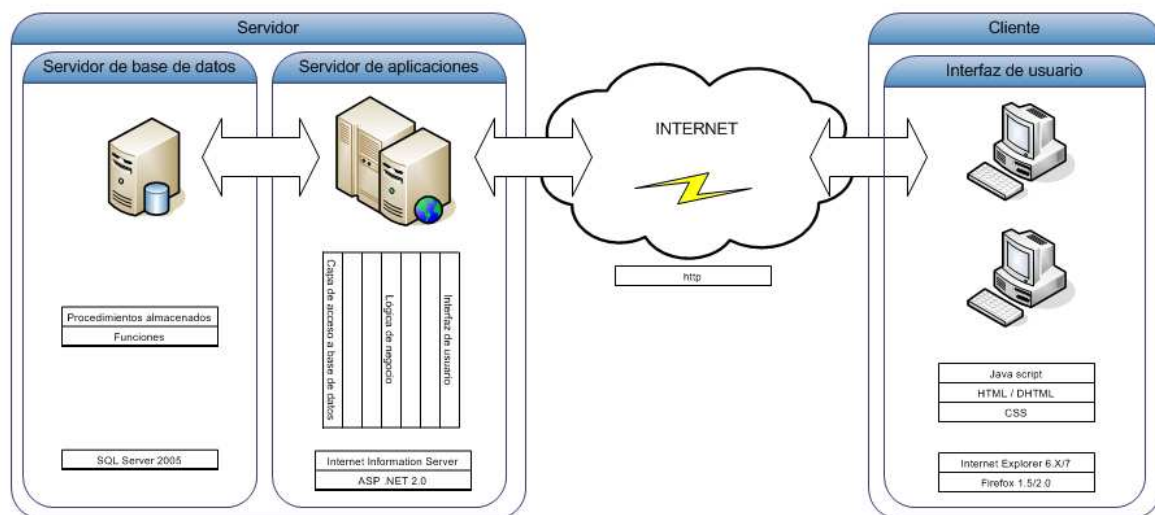 Servidor
Servidor de base de datos
Procedimientos almacenados
Funciones
SQL Server 2005
Servidor de aplicaciones
Capa de acceso a base de datos
Lógica de negocio
Interfaz de usuario
Internet Information Server
ASP .NET 2.0
INTERNET
http
Cliente
Interfaz de usuario
Java script
HTML / DHTML
CSS
Internet Explorer 6.X/7
Firefox 1.5/2.0